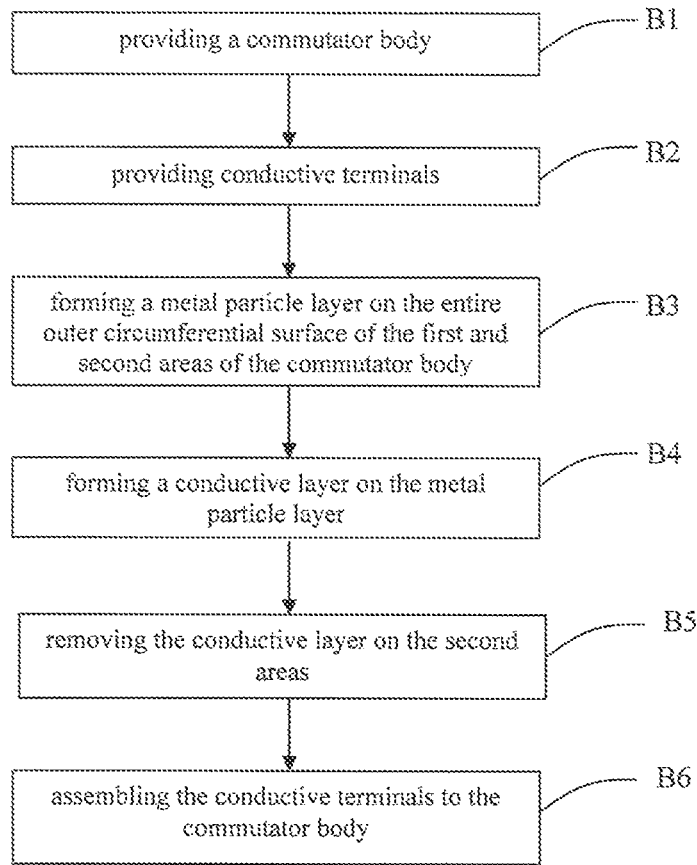 providing a commutator body
B1
providing conductive terminals
B2
forming a metal particle layer on the entire
outer circumferential surface of the first and
second areas of the commutator body
B3
forming a conductive layer on the metal
particle layer
B4
removing the conductive layer on the second
areas
B5
assembling the conductive terminals to the
commutator body
B6